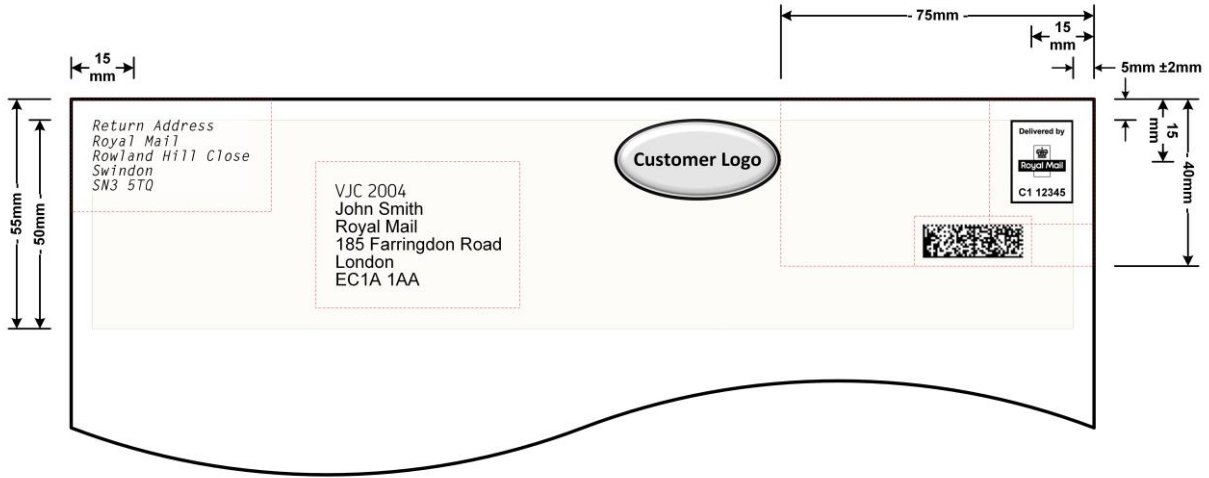 75mm
15
mm
15
mm
5mm ±2mm
Return Address
Royal Mail
Rowland Hill Close
Swindon
SN3 5TQ
VJC 2004
John Smith
Royal Mail
185 Farringdon Road
London
EC1A 1AA
Customer Logo
Delivered by
Royal Mail
C1 12345
15
mm
40mm
55mm
50mm